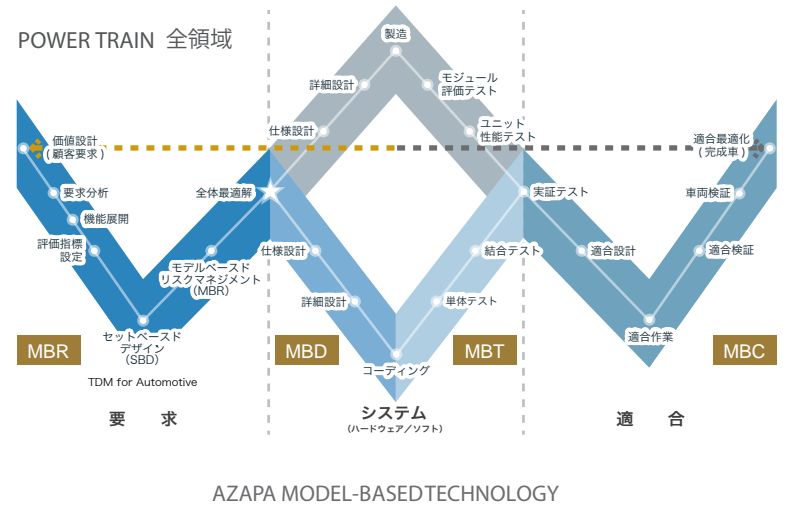 POWER TRAIN 全領域
製造
詳細設計
モジュール
評価テスト
仕様設計
ユニット
性能テスト
価値設計
(顧客要求)
適合最適化
(完成車)
要求分析
全体最適解
実証テスト
車両検証
機能展開
評価指標
設定
仕様設計
結合テスト
適合設計
適合検証
モデルベースド
リスクマネジメント
(MBR)
詳細設計
単体テスト
セットベースド
デザイン
(SBD)
適合作業
MBR
MBD
MBT
MBC
コーディング
TDM for Automotive
要 求
システム
(ハードウェア/ソフト)
適 合
AZAPA MODEL-BASED TECHNOLOGY